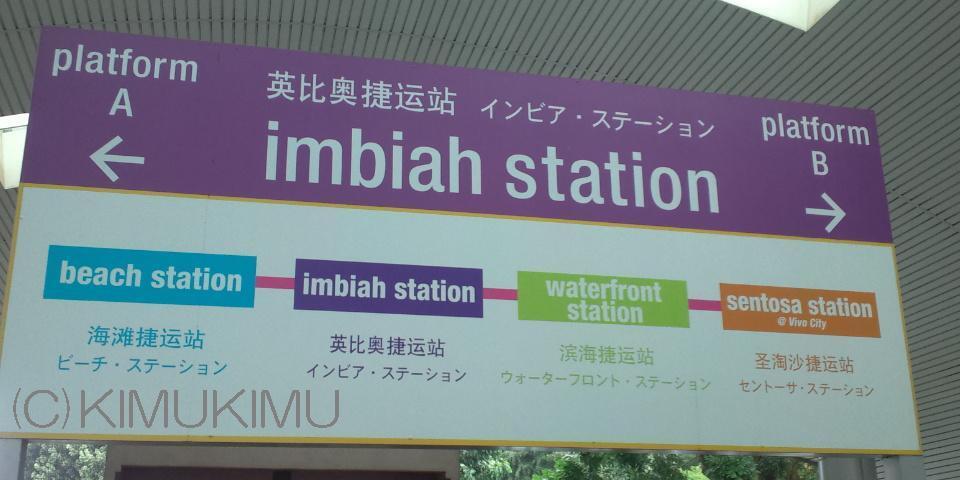 platform
A
←
英比奥捷运站 インビア・ステーション
imbiah station
platform
B
→
beach station
海滩捷运站
ビーチ・ステーション
imbiah station
英比奥捷运站
インビア・ステーション
waterfront
station
滨海捷运站
ウォーターフロント・ステーション
sentosa station
@ Vivo City
圣淘沙捷运站
セントーサ・ステーション
(C)KIMUKIMU